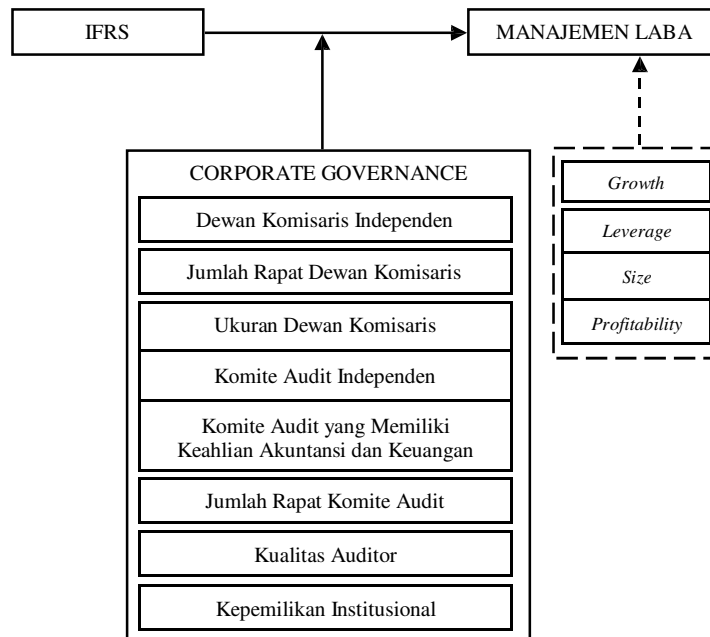 IFRS
MANAJEMEN LABA
CORPORATE GOVERNANCE
Dewan Komisaris Independen
Jumlah Rapat Dewan Komisaris
Ukuran Dewan Komisaris
Komite Audit Independen
Komite Audit yang Memiliki
Keahlian Akuntansi dan Keuangan
Jumlah Rapat Komite Audit
Kualitas Auditor
Kepemilikan Institusional
Growth
Leverage
Size
Profitability